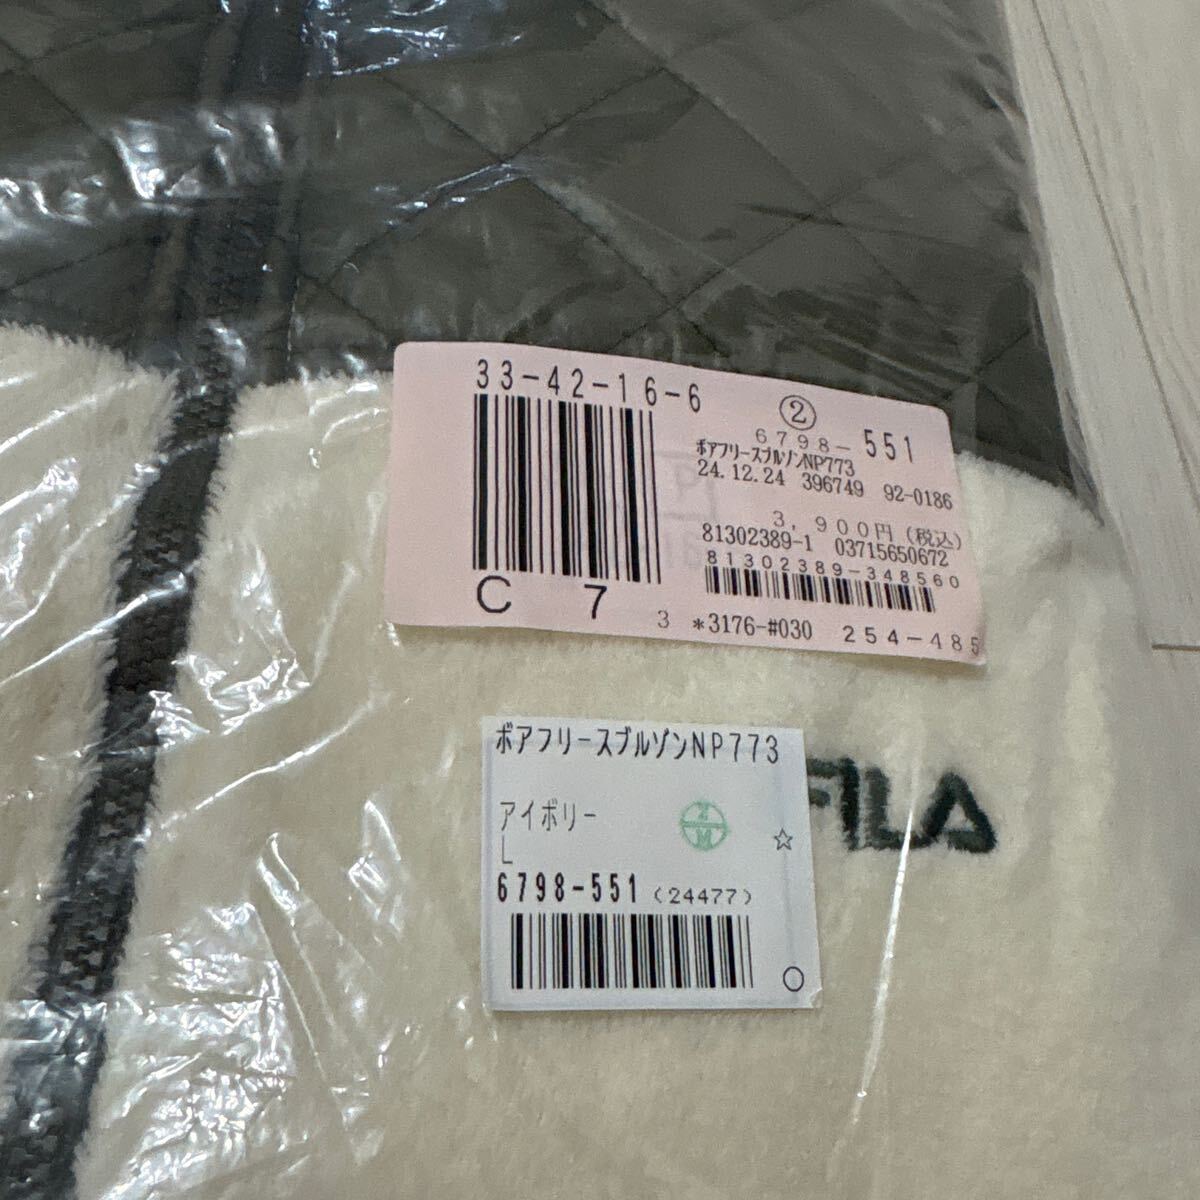 33-42-16-6
②
6798-551
ボアフリースブルゾンNP773
24.12.24 396749 92-0186
3,900円(税込)
81302389-1 03715650672
81302389-348560
C 7
3 *3176-#030 254-485
ボアフリースブルゾンNP773
アイボリー
L
☆
6798-551 (24477)
○
FILA